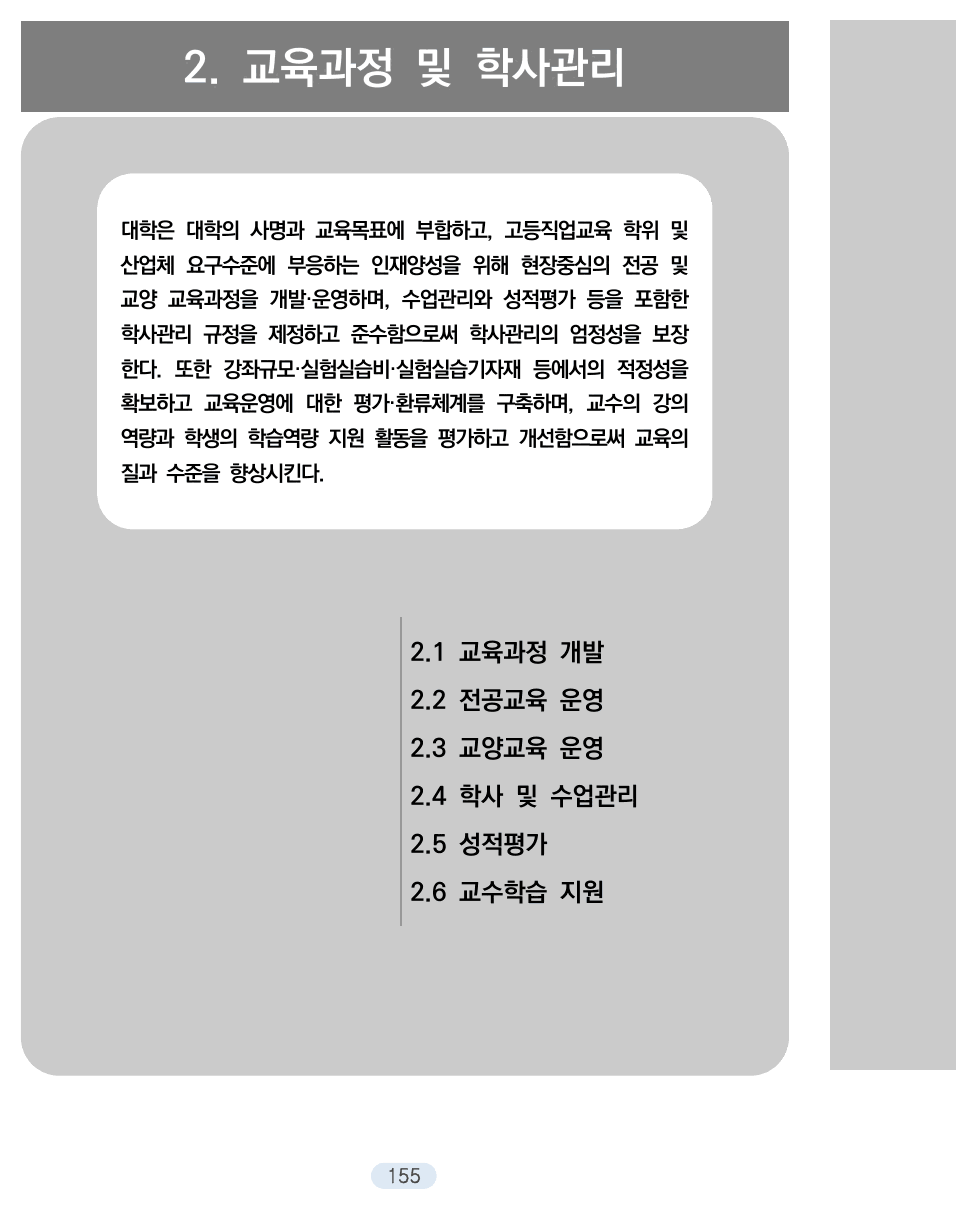 2. 교육과정 및 학사관리
대학은 대학의 사명과 교육목표에 부합하고, 고등직업교육 학위 및
산업체 요구수준에 부응하는 인재양성을 위해 현장중심의 전공 및
교양 교육과정을 개발·운영하며, 수업관리와 성적평가 등을 포함한
학사관리 규정을 제정하고 준수함으로써 학사관리의 엄정성을 보장
한다. 또한 강좌규모·실험실습비·실험실습기자재 등에서의 적정성을
확보하고 교육운영에 대한 평가·환류체계를 구축하며, 교수의 강의
역량과 학생의 학습역량 지원 활동을 평가하고 개선함으로써 교육의
질과 수준을 향상시킨다.
2.1 교육과정 개발
2.2 전공교육 운영
2.3 교양교육 운영
2.4 학사 및 수업관리
2.5 성적평가
2.6 교수학습 지원
155